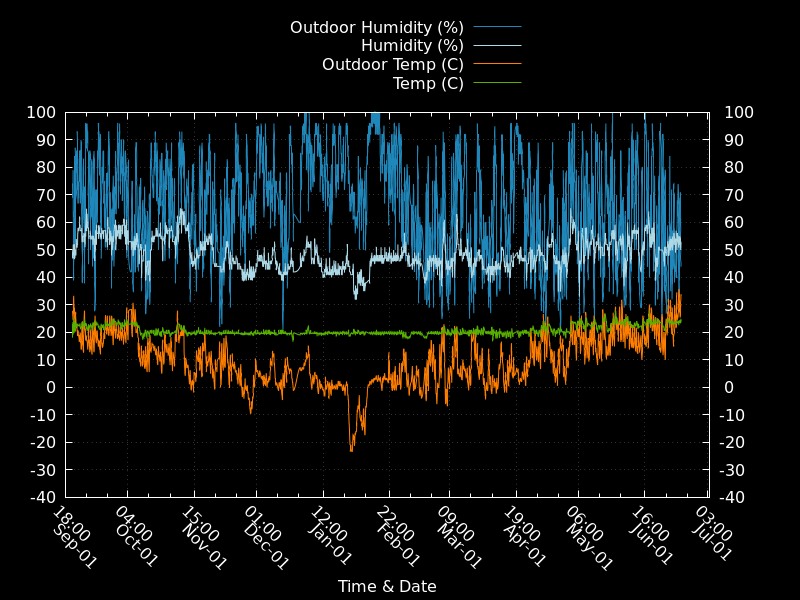 Outdoor Humidity (%)
Humidity (%)
Outdoor Temp (C)
Temp (C)
100 100
90 90
80 80
70 70
60 60
50 50
40 40
30 30
20 20
10 10
0 0
-10 -10
-20 -20
-30 -30
-40 -40
18:00
Sep-01
04:00
Oct-01
15:00
Nov-01
01:00
Dec-01
12:00
Jan-01
22:00
Feb-01
09:00
Mar-01
19:00
Apr-01
06:00
May-01
16:00
Jun-01
03:00
Jul-01
Time & Date